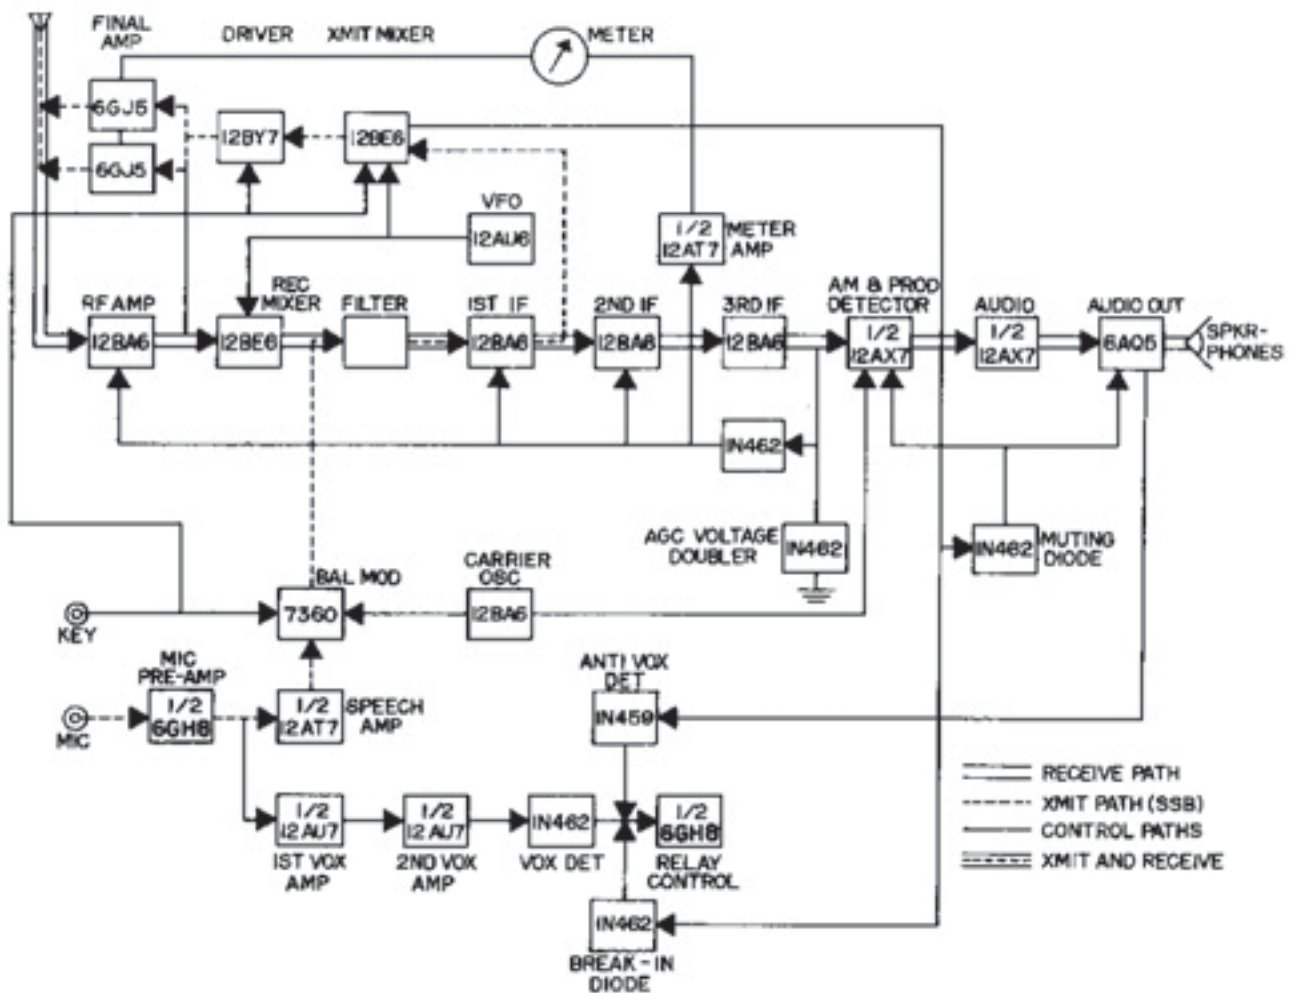 FINAL
AMP
DRIVER
XMIT MIXER
METER
6GJ5
12BY7
12BE6
6GJ5
VFO
12AU6
1/2
12AT7
METER
AMP
RF AMP
REC
MIXER
FILTER
1ST IF
2ND IF
3RD IF
AM & PROD
DETECTOR
AUDIO
AUDIO OUT
12BA6
12BE6
12BA6
12BA6
12BA6
1/2
12AX7
1/2
12AX7
6AQ5
SPKR-
PHONES
IN462
AGC VOLTAGE
DOUBLER
IN462
IN462
MUTING
DIODE
BAL MOD
CARRIER
OSC
7360
12BA6
KEY
MIC
PRE-AMP
ANTI VOX
DET
MIC
1/2
6GH8
1/2
12AT7
SPEECH
AMP
IN459
RECEIVE PATH
XMIT PATH (SSB)
CONTROL PATHS
XMIT AND RECEIVE
1/2
12AU7
1/2
12AU7
IN462
1/2
6GH8
1ST VOX
AMP
2ND VOX
AMP
VOX DET
RELAY
CONTROL
IN462
BREAK-IN
DIODE